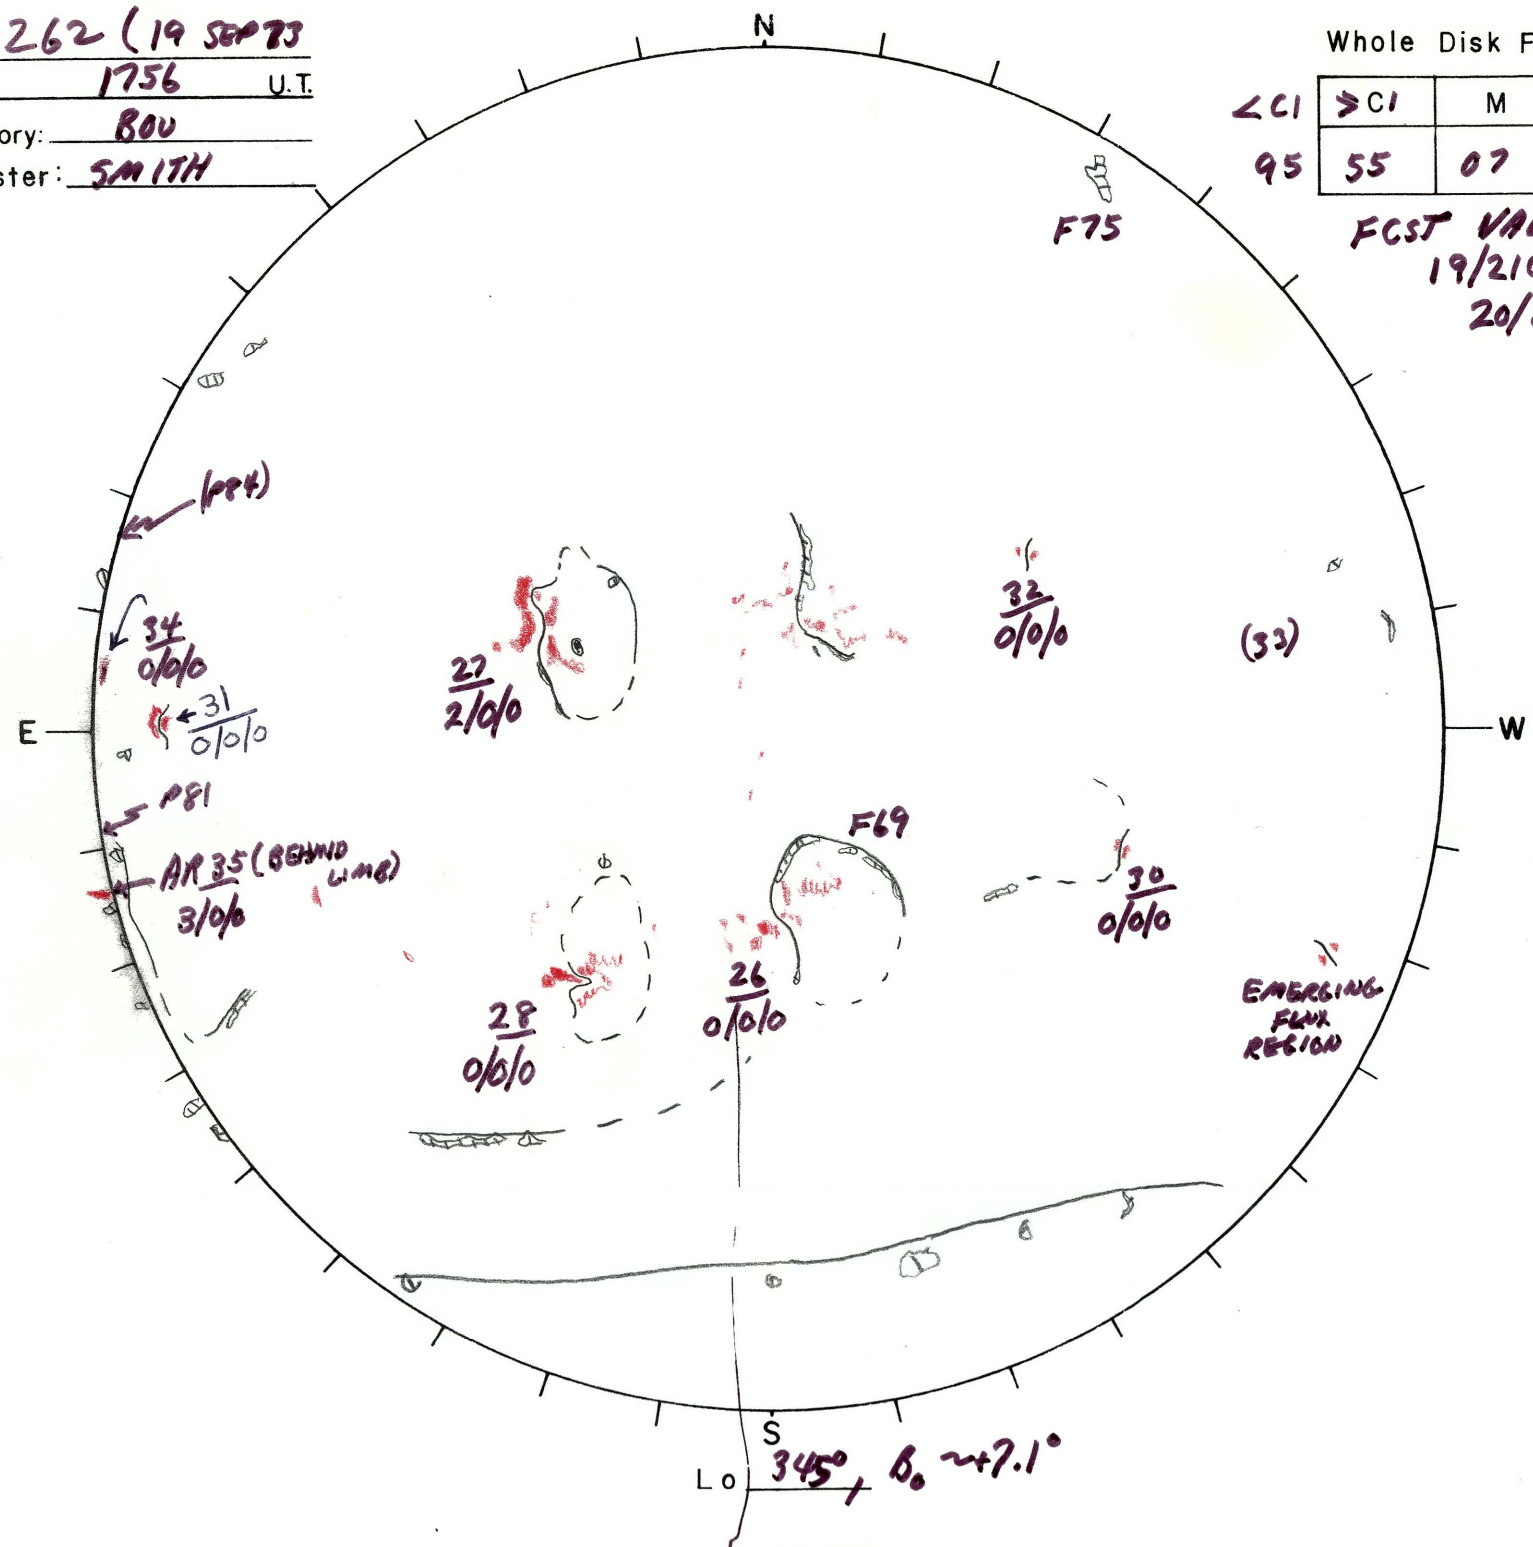 262 (19 SEP 73
1756 U.T.
ory: BOU
ster: SMITH
N
Whole Disk F
<C1 ≥C1 M
95 55 07
FCST
19/210
20/
F75
(P84)
34
0/0/0
31
0/0/0
E
P81
AR 35 (BEHIND LIMB)
3/0/0
27
2/0/0
32
0/0/0
(33)
W
F69
30
0/0/0
28
0/0/0
26
0/0/0
EMERGING
FLUX
REGION
S
Lo 345°, Bo ~+7.1°